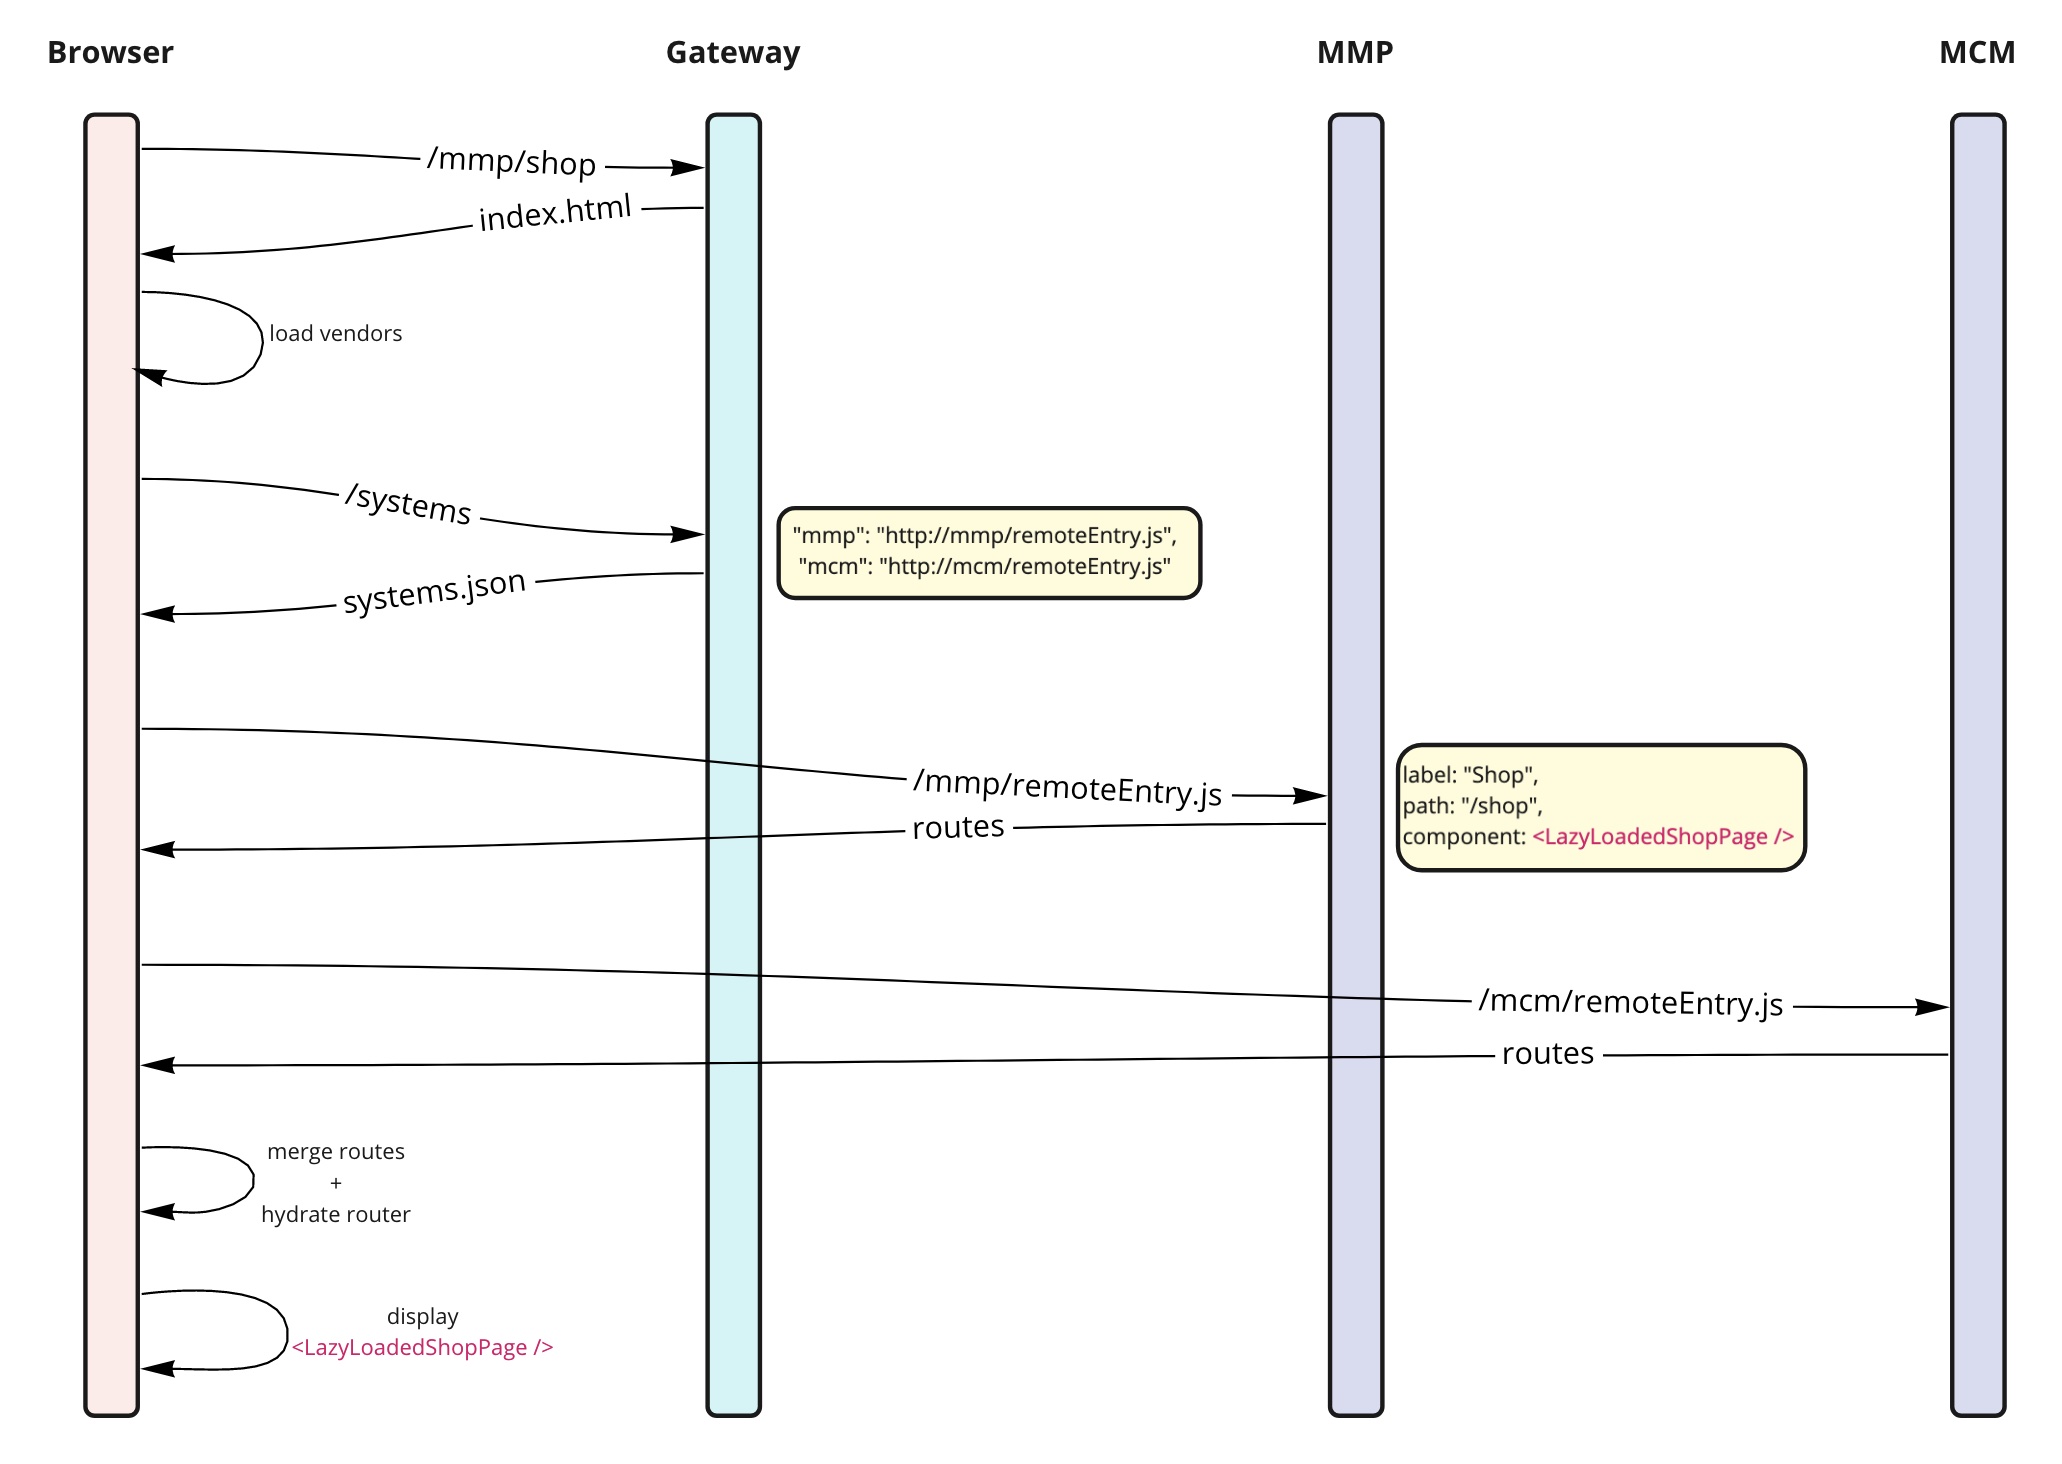 Browser
Gateway
MMP
MCM
/mmp/shop
index.html
load vendors
/systems
"mmp": "http://mmp/remoteEntry.js",
"mcm": "http://mcm/remoteEntry.js"
systems.json
/mmp/remoteEntry.js
label: "Shop",
path: "/shop",
component: <LazyLoadedShopPage />
routes
/mcm/remoteEntry.js
routes
merge routes
+
hydrate router
display
<LazyLoadedShopPage />